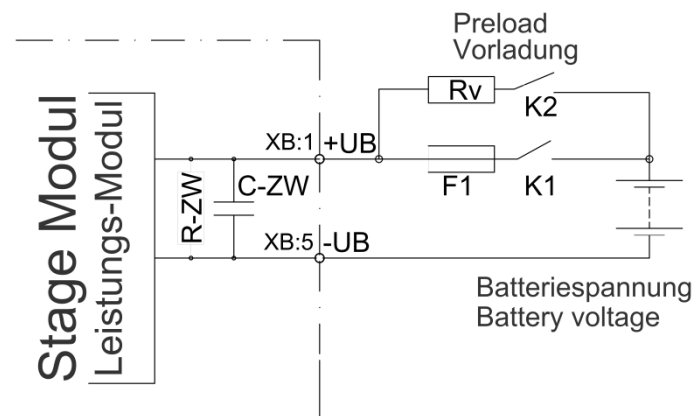 Preload
Vorladung
Rv
K2
XB:1 +UB
F1
K1
Stage Modul
Leistungs-Modul
R-ZW
C-ZW
XB:5 -UB
Batteriespannung
Battery voltage